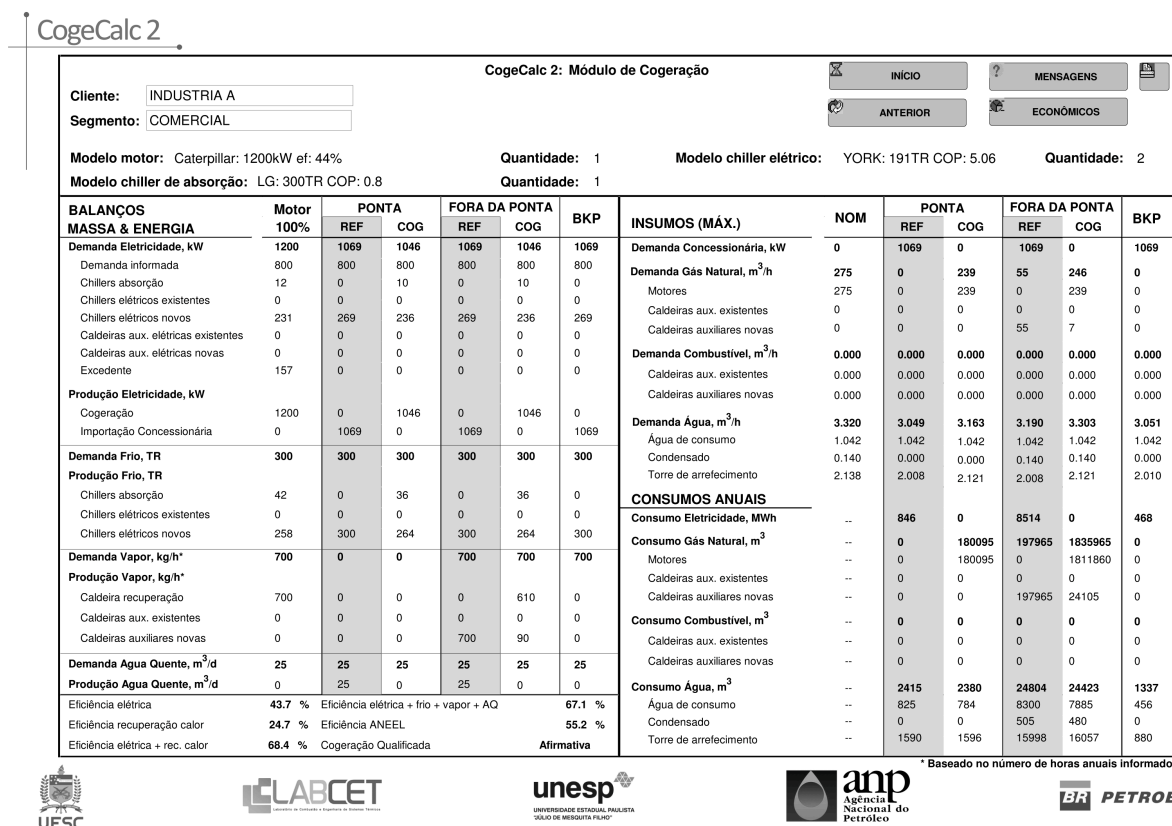 CogeCalc 2
CogeCalc 2: Módulo de Cogeração
INÍCIO
MENSAGENS
Cliente: INDUSTRIA A
ANTERIOR
ECONÔMICOS
Segmento: COMERCIAL
Modelo motor: Caterpillar: 1200kW ef: 44% Quantidade: 1 Modelo chiller elétrico: YORK: 191TR COP: 5.06 Quantidade: 2
Modelo chiller de absorção: LG: 300TR COP: 0.8 Quantidade: 1
BALANÇOS MASSA & ENERGIA Motor 100% PONTA FORA DA PONTA BKP
REF COG REF COG
Demanda Eletricidade, kW 1200 1069 1046 1069 1046 1069
Demanda informada 800 800 800 800 800 800
Chillers absorção 12 0 10 0 10 0
Chillers elétricos existentes 0 0 0 0 0 0
Chillers elétricos novos 231 269 236 269 236 269
Caldeiras aux. elétricas existentes 0 0 0 0 0 0
Caldeiras aux. elétricas novas 0 0 0 0 0 0
Excedente 157 0 0 0 0 0
Produção Eletricidade, kW
Cogeração 1200 0 1046 0 1046 0
Importação Concessionária 0 1069 0 1069 0 1069
Demanda Frio, TR 300 300 300 300 300 300
Produção Frio, TR
Chillers absorção 42 0 36 0 36 0
Chillers elétricos existentes 0 0 0 0 0 0
Chillers elétricos novos 258 300 264 300 264 300
Demanda Vapor, kg/h* 700 0 0 700 700 700
Produção Vapor, kg/h*
Caldeira recuperação 700 0 0 0 610 0
Caldeiras aux. existentes 0 0 0 0 0 0
Caldeiras auxiliares novas 0 0 0 700 90 0
Demanda Agua Quente, m3/d 25 25 25 25 25 25
Produção Agua Quente, m3/d 0 25 0 25 0 0
Eficiência elétrica 43.7 % Eficiência elétrica + frio + vapor + AQ 67.1 %
Eficiência recuperação calor 24.7 % Eficiência ANEEL 55.2 %
Eficiência elétrica + rec. calor 68.4 % Cogeração Qualificada Afirmativa
INSUMOS (MÁX.) NOM PONTA FORA DA PONTA BKP
REF COG REF COG
Demanda Concessionária, kW 0 1069 0 1069 0 1069
Demanda Gás Natural, m3/h 275 0 239 55 246 0
Motores 275 0 239 0 239 0
Caldeiras aux. existentes 0 0 0 0 0 0
Caldeiras auxiliares novas 0 0 0 55 7 0
Demanda Combustível, m3/h 0.000 0.000 0.000 0.000 0.000 0.000
Caldeiras aux. existentes 0.000 0.000 0.000 0.000 0.000 0.000
Caldeiras auxiliares novas 0.000 0.000 0.000 0.000 0.000 0.000
Demanda Água, m3/h 3.320 3.049 3.163 3.190 3.303 3.051
Água de consumo 1.042 1.042 1.042 1.042 1.042 1.042
Condensado 0.140 0.000 0.000 0.140 0.140 0.000
Torre de arrefecimento 2.138 2.008 2.121 2.008 2.121 2.010
CONSUMOS ANUAIS
Consumo Eletricidade, MWh -- 846 0 8514 0 468
Consumo Gás Natural, m3 -- 0 180095 197965 1835965 0
Motores -- 0 180095 0 1811860 0
Caldeiras aux. existentes -- 0 0 0 0 0
Caldeiras auxiliares novas -- 0 0 197965 24105 0
Consumo Combustível, m3 -- 0 0 0 0 0
Caldeiras aux. existentes -- 0 0 0 0 0
Caldeiras auxiliares novas -- 0 0 0 0 0
Consumo Água, m3 -- 2415 2380 24804 24423 1337
Água de consumo -- 825 784 8300 7885 456
Condensado -- 0 0 505 480 0
Torre de arrefecimento -- 1590 1596 15998 16057 880
* Baseado no número de horas anuais informado
UFSC
LABCET
Laboratório de Combustão e Engenharia de Sistemas Térmicos
unesp
UNIVERSIDADE ESTADUAL PAULISTA
"JÚLIO DE MESQUITA FILHO"
anp
Agência
Nacional do
Petróleo
BR PETROB